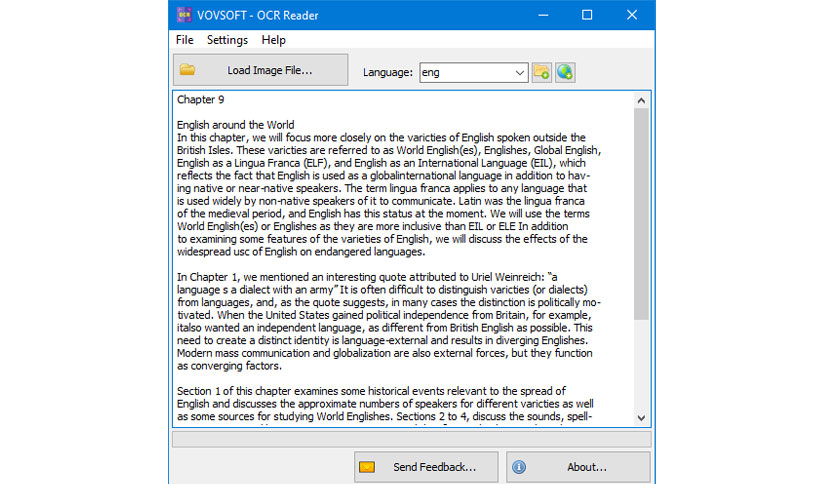 VOVSOFT - OCR Reader
File Settings Help
Load Image File...
Language: eng
Chapter 9
English around the World
In this chapter, we will focus more closely on the varicties of English spoken outside the
British Isles. These varicties are referred to as World English(es), Englishes, Global English,
English as a Lingua Franca (ELF), and English as an International Language (EIL), which
reflects the fact that English is used as a globalinternational language in addition to hav-
ing native or near-native speakers. The term lingua franca applies to any language that
is used widely by non-native speakers of it to communicate. Latin was the lingua franca
of the medieval period, and English has this status at the moment. We will use the terms
World English(es) or Englishes as they are more inclusive than EIL or ELE In addition
to examining some features of the varieties of English, we will discuss the effects of the
widespread usc of English on endangered languages.
In Chapter 1, we mentioned an interesting quote attributed to Uriel Weinreich: “a
language s a dialect with an army” It is often difficult to distinguish varicties (or dialects)
from languages, and, as the quote suggests, in many cases the distinction is politically mo-
tivated. When the United States gained political independence from Britain, for example,
italso wanted an independent language, as different from British English as possible. This
need to create a distinct identity is language-external and results in diverging Englishes.
Modern mass communication and globalization are also external forces, but they function
as converging factors.
Section 1 of this chapter examines some historical events relevant to the spread of
English and discusses the approximate numbers of speakers for different varicties as well
as some sources for studying World Englishes. Sections 2 to 4, discuss the sounds, spell-
Send Feedback...
About...